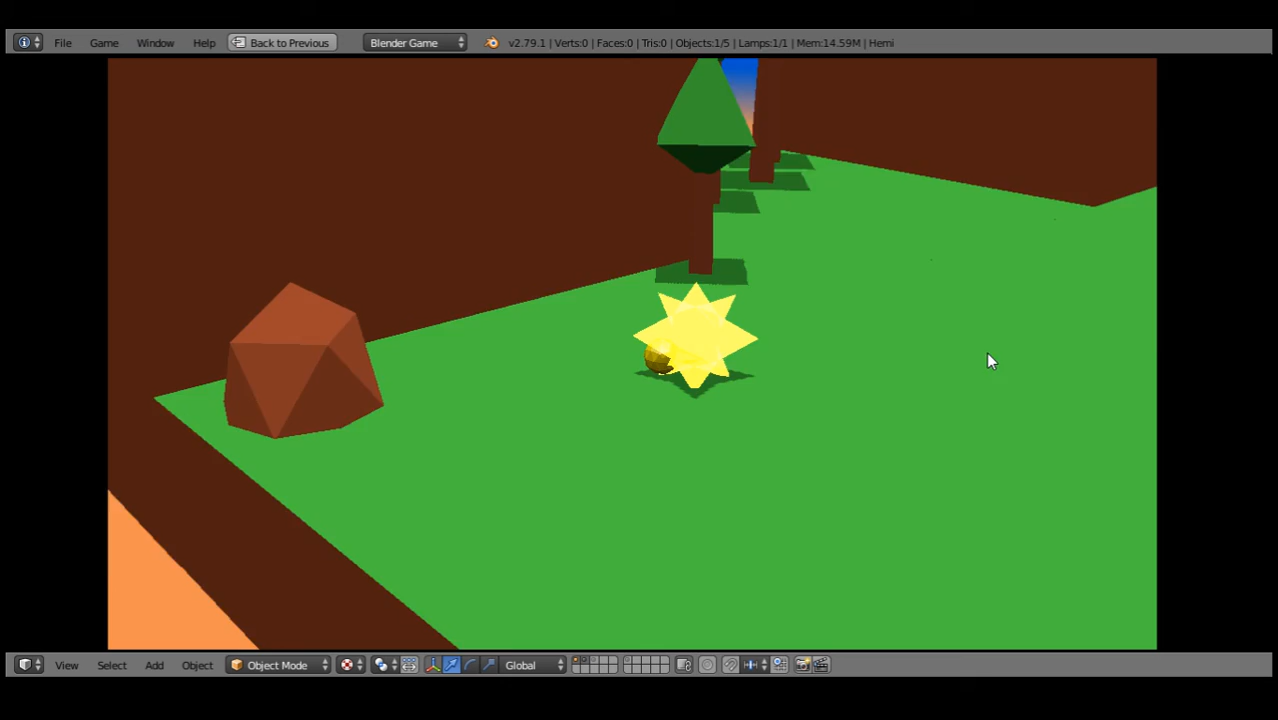 File Game Window Help Back to Previous Blender Game v2.79.1 | Verts:0 | Faces:0 | Tris:0 | Objects:1/5 | Lamps:1/1 | Mem:14.59M | Hemi
View Select Add Object Object Mode Global